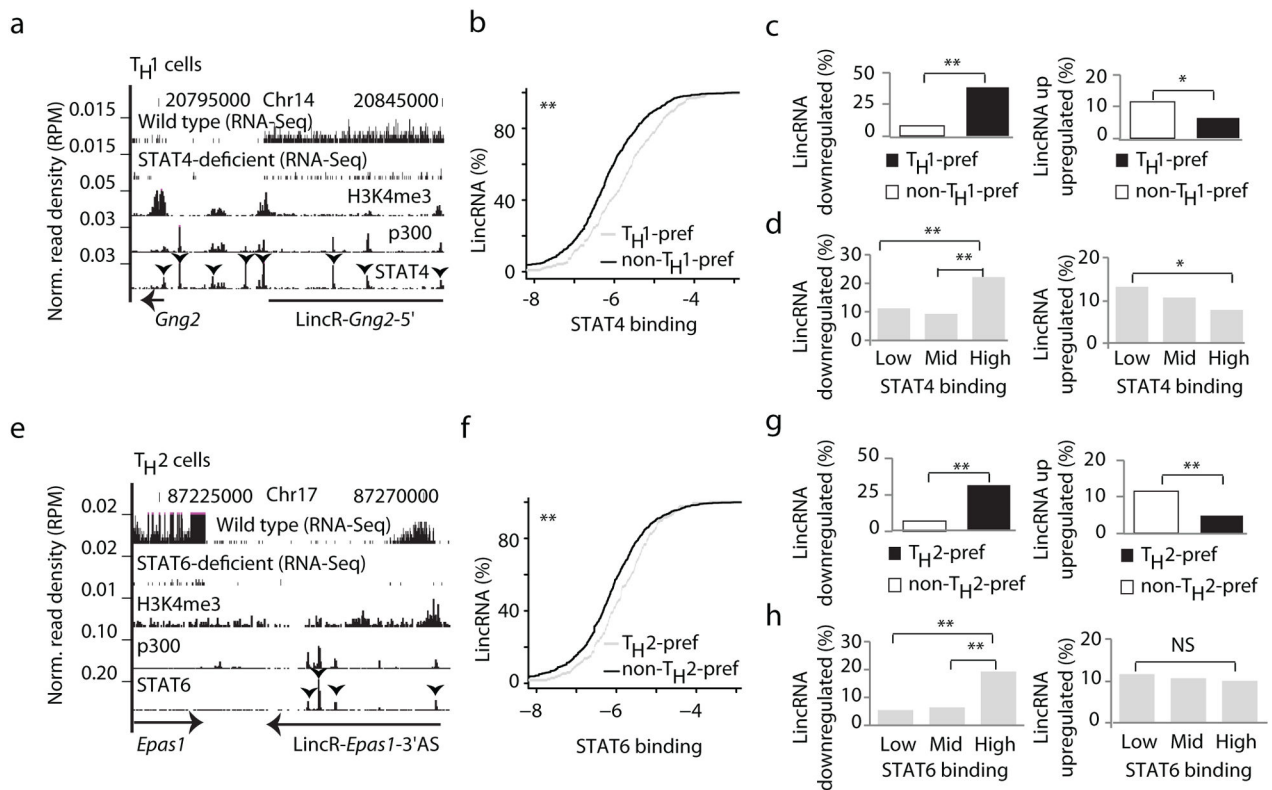 a
TH1 cells
20795000 Chr14 20845000
Wild type (RNA-Seq)
STAT4-deficient (RNA-Seq)
H3K4me3
p300
STAT4
Norm. read density (RPM)
0.015
0.015
0.05
0.03
0.03
Gng2
LincR-Gng2-5'
b
**
LincRNA (%)
80
40
0
TH1-pref
non-TH1-pref
-8 -6 -4
STAT4 binding
c
LincRNA
downregulated (%)
50
25
0
**
TH1-pref
non-TH1-pref
LincRNA up
upregulated (%)
20
10
0
*
TH1-pref
non-TH1-pref
d
LincRNA
downregulated (%)
30
20
10
0
**
**
Low Mid High
STAT4 binding
LincRNA
upregulated (%)
20
10
0
*
Low Mid High
STAT4 binding
e
TH2 cells
87225000 Chr17 87270000
Wild type (RNA-Seq)
STAT6-deficient (RNA-Seq)
H3K4me3
p300
STAT6
Norm. read density (RPM)
0.02
0.02
0.01
0.10
0.20
Epas1
LincR-Epas1-3'AS
f
**
LincRNA (%)
80
40
0
TH2-pref
non-TH2-pref
−8 −6 −4
STAT6 binding
g
LincRNA
downregulated (%)
50
25
0
**
TH2-pref
non-TH2-pref
LincRNA up
upregulated (%)
20
10
0
**
TH2-pref
non-TH2-pref
h
LincRNA
downregulated (%)
30
20
10
0
**
**
Low Mid High
STAT6 binding
LincRNA
upregulated (%)
20
10
0
NS
Low Mid High
STAT6 binding